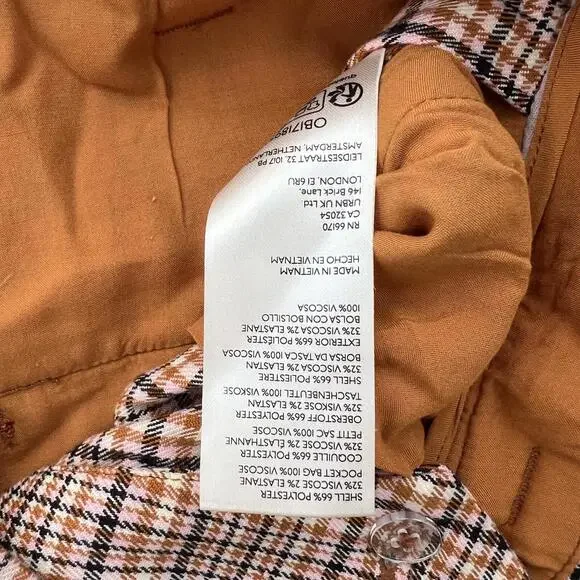 SHELL 66% POLYESTER
32% VISCOSE 2% ELASTANE
POCKET BAG 100% VISCOSE
COQUILLE 66% POLYESTER
32% VISCOSE 2% ELASTHANNE
PETIT SAC 100% VISCOSE
OBERSTOFF 66% POLYESTER
32% VISKOSE 2% ELASTAN
TASCHENBEUTEL 100% VISKOSE
SHELL 66% POLIESTERE
32% VISCOSA 2% ELASTANE
BORSA DA TASCA 100% VISCOSA
EXTERIOR 66% POLIÉSTER
32% VISCOSA 2% ELASTANE
BOLSA CON BOLSILLO
100% VISCOSA
MADE IN VIETNAM
HECHO EN VIETNAM
RN 66170
CA 32054
URBN UK Ltd
146 Brick Lane,
LONDON, E1 6RU
LEIDSESTRAAT 32, 1017 PB
AMSTERDAM, NETHERLAND